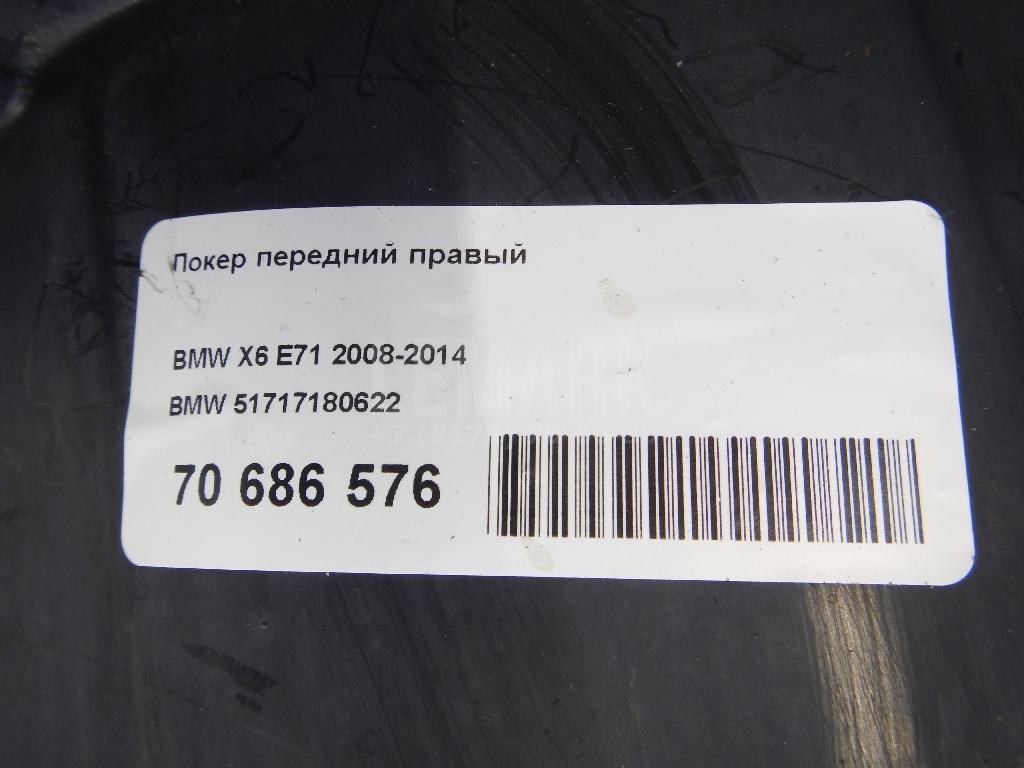 Локер передний правый
BMW X6 E71 2008-2014
BMW 51717180622
70 686 576